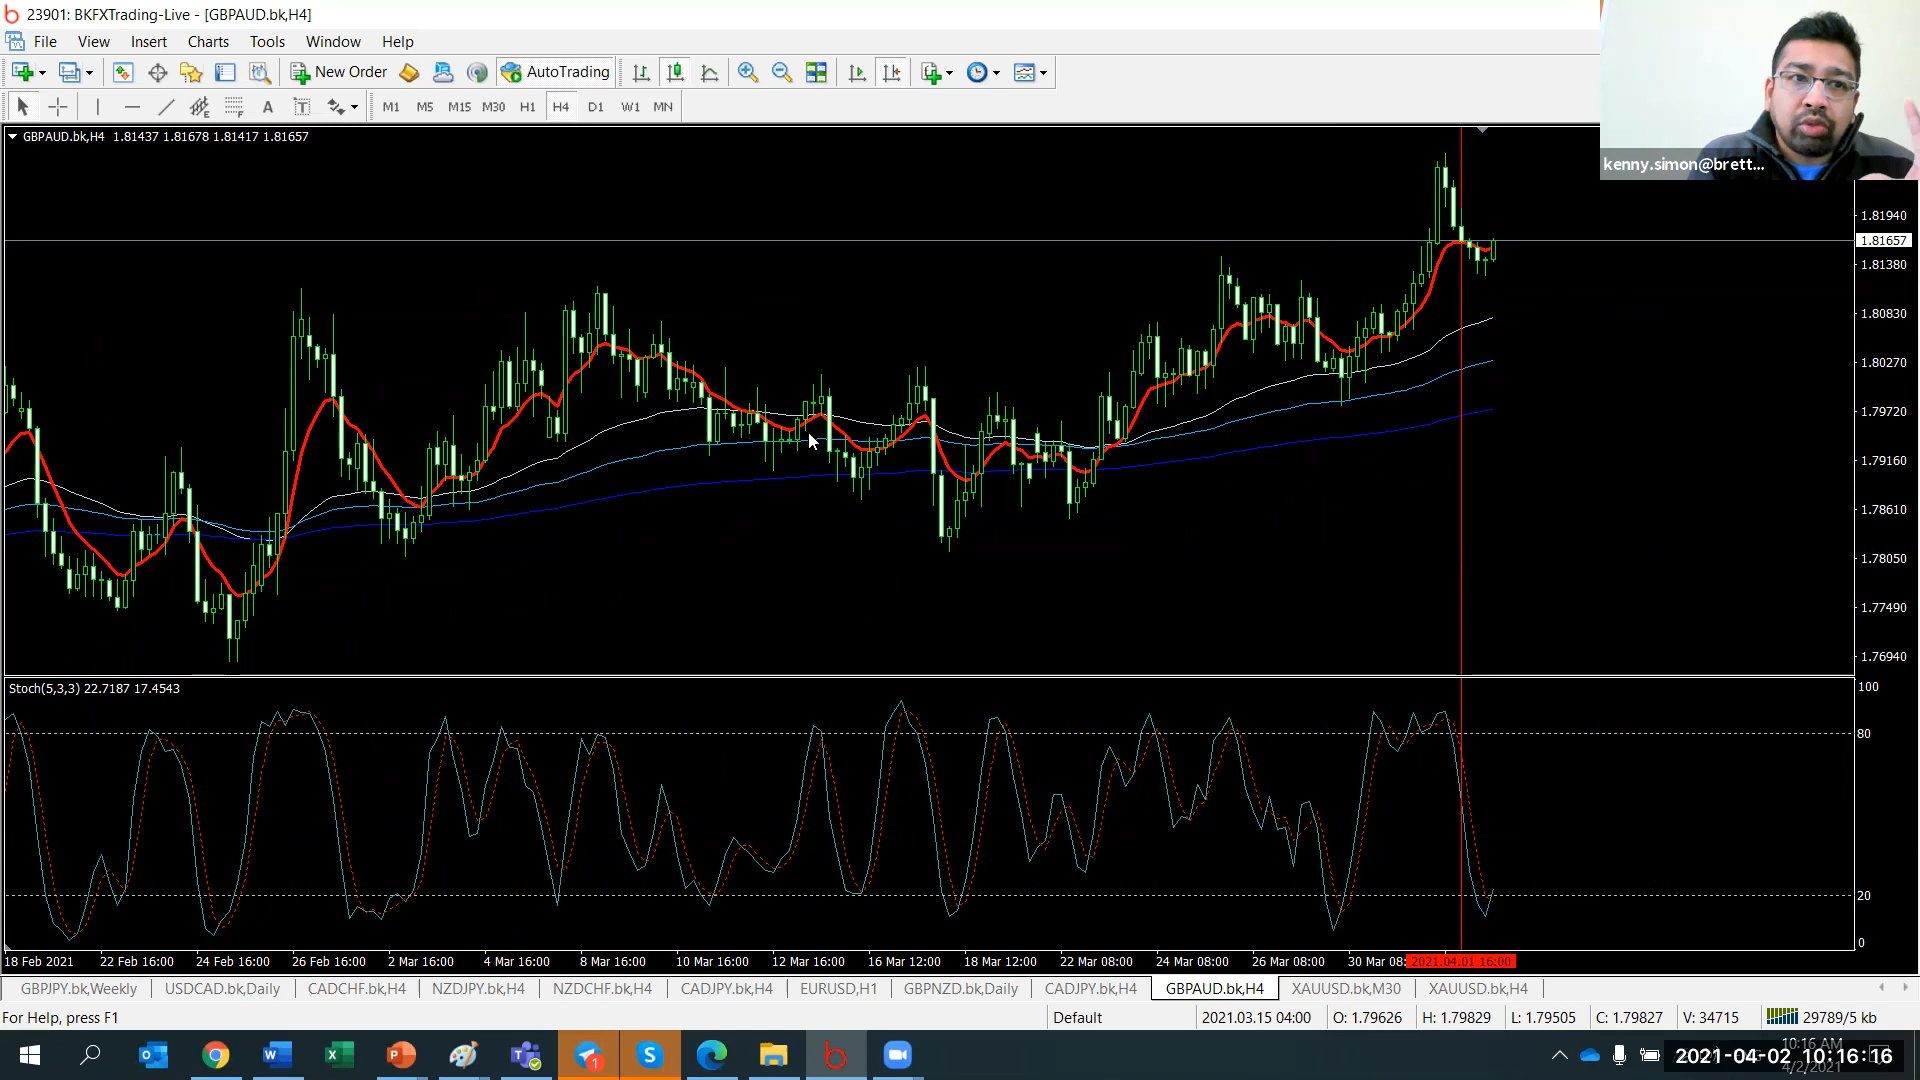 23901: BKFXTrading-Live - [GBPAUD.bk,H4]
File View Insert Charts Tools Window Help
New Order AutoTrading
A T M1 M5 M15 M30 H1 H4 D1 W1 MN
kenny.simon@brett...
GBPAUD.bk,H4 1.81437 1.81678 1.81417 1.81657
1.81940
1.81657
1.81380
1.80830
1.80270
1.79720
1.79160
1.78610
1.78050
1.77490
1.76940
Stoch(5,3,3) 22.7187 17.4543
100
80
20
0
18 Feb 2021 22 Feb 16:00 24 Feb 16:00 26 Feb 16:00 2 Mar 16:00 4 Mar 16:00 8 Mar 16:00 10 Mar 16:00 12 Mar 16:00 16 Mar 12:00 18 Mar 12:00 22 Mar 08:00 24 Mar 08:00 26 Mar 08:00 30 Mar 08: 2021.04.01 16:00
GBPJPY.bk,Weekly USDCAD.bk,Daily CADCHF.bk,H4 NZDJPY.bk,H4 NZDCHF.bk,H4 CADJPY.bk,H4 EURUSD,H1 GBPNZD.bk,Daily CADJPY.bk,H4 GBPAUD.bk,H4 XAUUSD.bk,M30 XAUUSD.bk,H4
For Help, press F1 Default 2021.03.15 04:00 O: 1.79626 H: 1.79829 L: 1.79505 C: 1.79827 V: 34715 29789/5 kb
10:16 AM
2021-04-02 10:16:16
4/2/2021